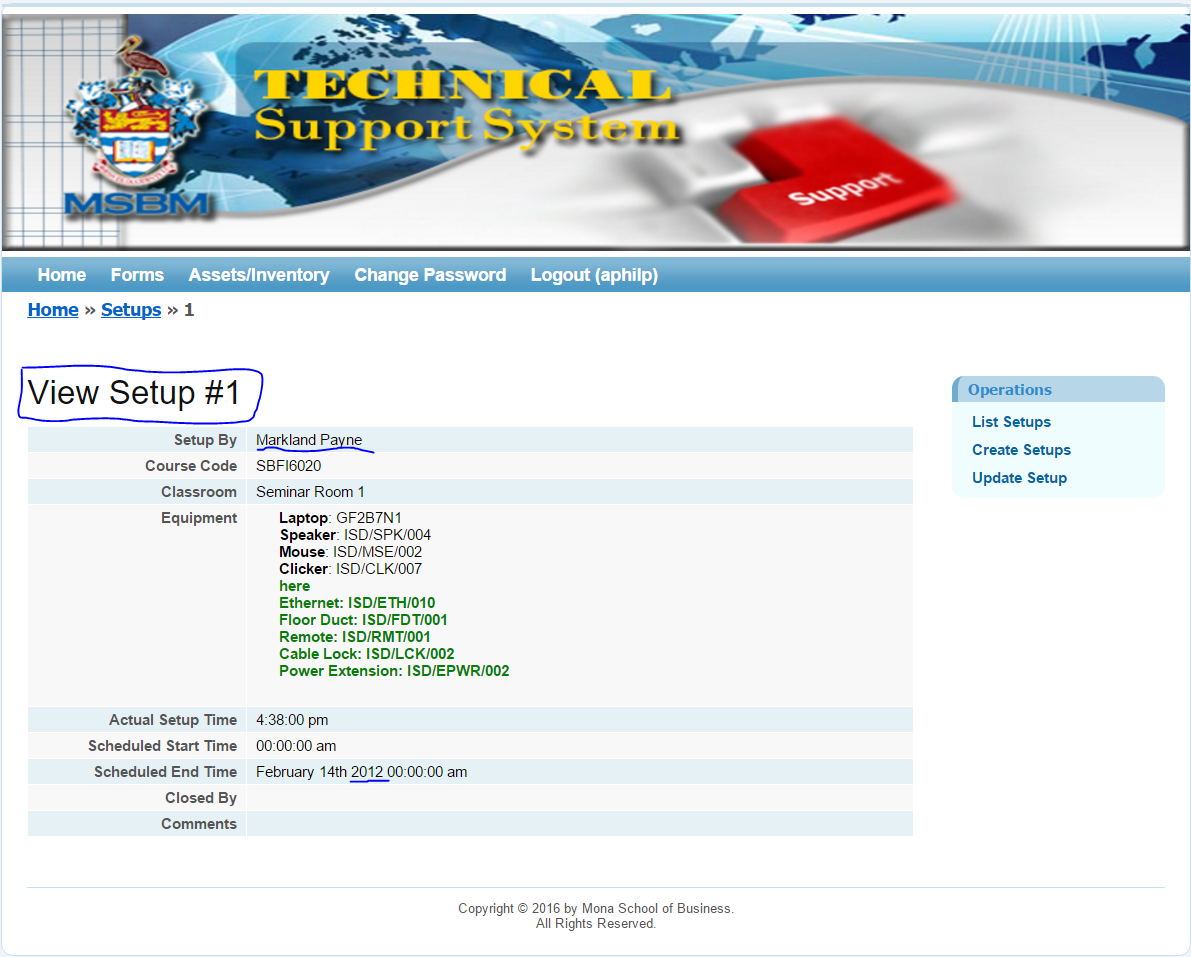 TECHNICAL
Support System
MSBM
Support
Home Forms Assets/Inventory Change Password Logout (aphilp)
Home » Setups » 1
View Setup #1
Setup By Markland Payne
Course Code SBFI6020
Classroom Seminar Room 1
Equipment Laptop: GF2B7N1
Speaker: ISD/SPK/004
Mouse: ISD/MSE/002
Clicker: ISD/CLK/007
here
Ethernet: ISD/ETH/010
Floor Duct: ISD/FDT/001
Remote: ISD/RMT/001
Cable Lock: ISD/LCK/002
Power Extension: ISD/EPWR/002
Actual Setup Time 4:38:00 pm
Scheduled Start Time 00:00:00 am
Scheduled End Time February 14th 2012 00:00:00 am
Closed By
Comments
Operations
List Setups
Create Setups
Update Setup
Copyright © 2016 by Mona School of Business.
All Rights Reserved.